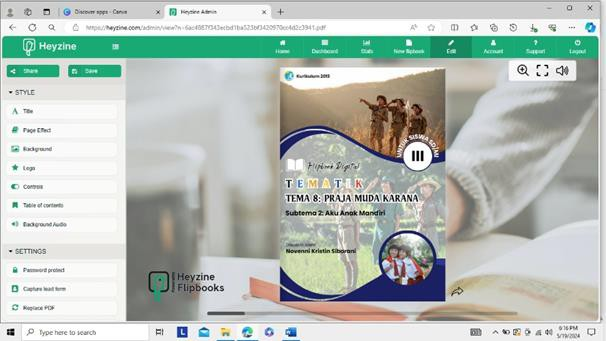 Discover apps - Canva
Heyzine Admin
https://heyzine.com/admin/view?n=6ac4887f343ecbd1ba523bf3420970cc4d2c3941.pdf
Heyzine
Home
Dashboard
Stats
New flipbook
Edit
Account
Support
Logout
Share
Save
STYLE
Title
Page Effect
Background
Logo
Controls
Table of contents
Background Audio
SETTINGS
Password protect
Capture lead form
Replace PDF
Kurikulum 2013
UNTUK SISWA SD/MI
III
Flipbook Digital
TEMATIK
TEMA 8: PRAJA MUDA KARANA
Subtema 2: Aku Anak Mandiri
Novenni Kristin Sibarani
Heyzine
Flipbooks
Type here to search
6:16 PM
5/19/2024